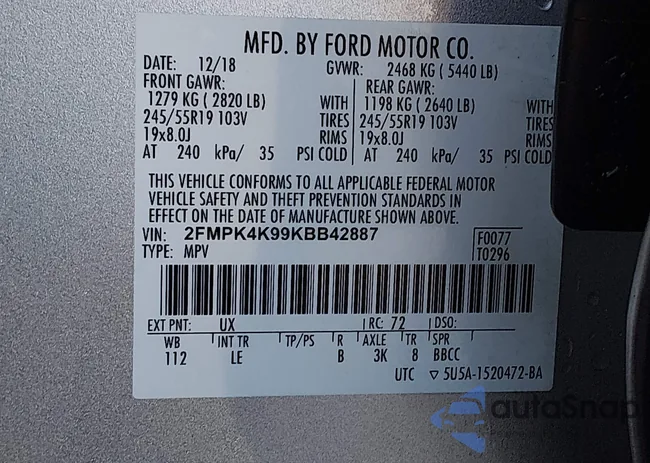 MFD. BY FORD MOTOR CO.
DATE: 12/18 GVWR: 2468 KG ( 5440 LB)
FRONT GAWR: REAR GAWR:
1279 KG ( 2820 LB) WITH 1198 KG ( 2640 LB) WITH
245/55R19 103V TIRES 245/55R19 103V TIRES
19x8.0J RIMS 19x8.0J RIMS
AT 240 kPa/ 35 PSI COLD AT 240 kPa/ 35 PSI COLD
THIS VEHICLE CONFORMS TO ALL APPLICABLE FEDERAL MOTOR
VEHICLE SAFETY AND THEFT PREVENTION STANDARDS IN
EFFECT ON THE DATE OF MANUFACTURE SHOWN ABOVE.
VIN: 2FMPK4K99KBB42887 F0077
TYPE: MPV T0296
EXT PNT: UX RC: 72 DSO:
WB INT TR TP/PS R AXLE TR SPR
112 LE B 3K 8 BBCC
UTC ▽ 5U5A-1520472-BA
autoSnap